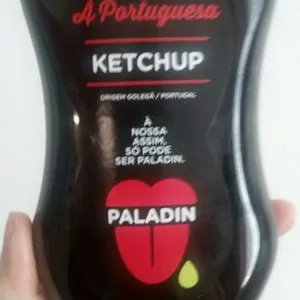 À Portuguesa
KETCHUP
ORIGEM GOLEGÃ / PORTUGAL
À
NOSSA
ASSIM,
SÓ PODE
SER PALADIN.
PALADIN